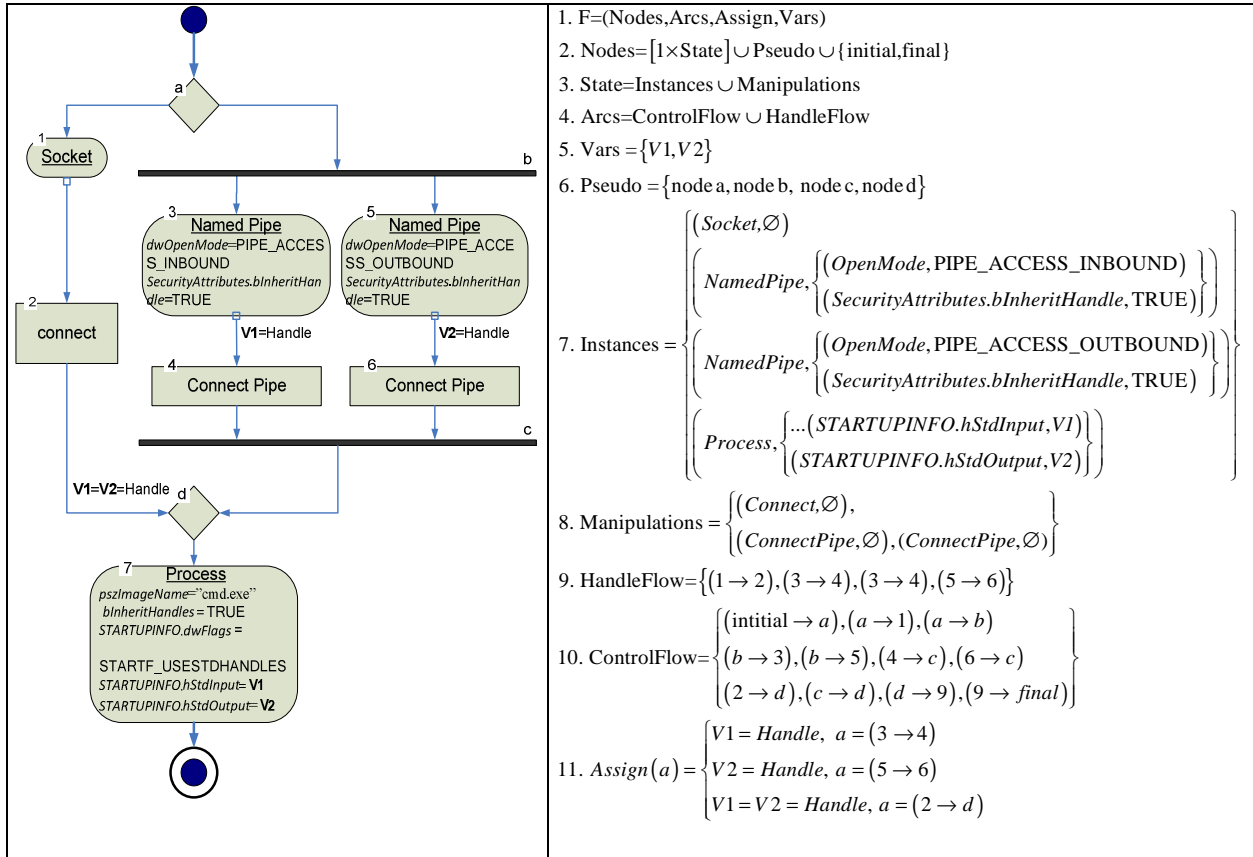 a
1
Socket
b
3
Named Pipe
dwOpenMode=PIPE_ACCES
S_INBOUND
SecurityAttributes.bInheritHan
dle=TRUE
5
Named Pipe
dwOpenMode=PIPE_ACCE
SS_OUTBOUND
SecurityAttributes.bInheritHan
dle=TRUE
2
connect
V1=Handle
V2=Handle
4
Connect Pipe
6
Connect Pipe
c
V1=V2=Handle
d
7
Process
pszImageName="cmd.exe"
bInheritHandles = TRUE
STARTUPINFO.dwFlags =
STARTF_USESTDHANDLES
STARTUPINFO.hStdInput= V1
STARTUPINFO.hStdOutput= V2
1. F=(Nodes,Arcs,Assign,Vars)
2. Nodes=[1×State]∪Pseudo∪{initial,final}
3. State=Instances ∪ Manipulations
4. Arcs=ControlFlow ∪ HandleFlow
5. Vars ={V1,V2}
6. Pseudo ={node a, node b, node c, node d}
7. Instances =
(Socket,∅)
(NamedPipe,{(OpenMode,PIPE_ACCESS_INBOUND)
(SecurityAttributes.bInheritHandle,TRUE)})
(NamedPipe,{(OpenMode,PIPE_ACCESS_OUTBOUND)
(SecurityAttributes.bInheritHandle,TRUE)})
(Process,{...(STARTUPINFO.hStdInput,V1)
(STARTUPINFO.hStdOutput,V2)})
8. Manipulations = {(Connect,∅),
(ConnectPipe,∅),(ConnectPipe,∅)}
9. HandleFlow={(1→2),(3→4),(3→4),(5→6)}
10. ControlFlow=
{(intitial→a),(a→1),(a→b)
(b→3),(b→5),(4→c),(6→c)
(2→d),(c→d),(d→9),(9→final)}
11. Assign(a)=
{V1=Handle, a=(3→4)
V2=Handle, a=(5→6)
V1=V2=Handle, a=(2→d)